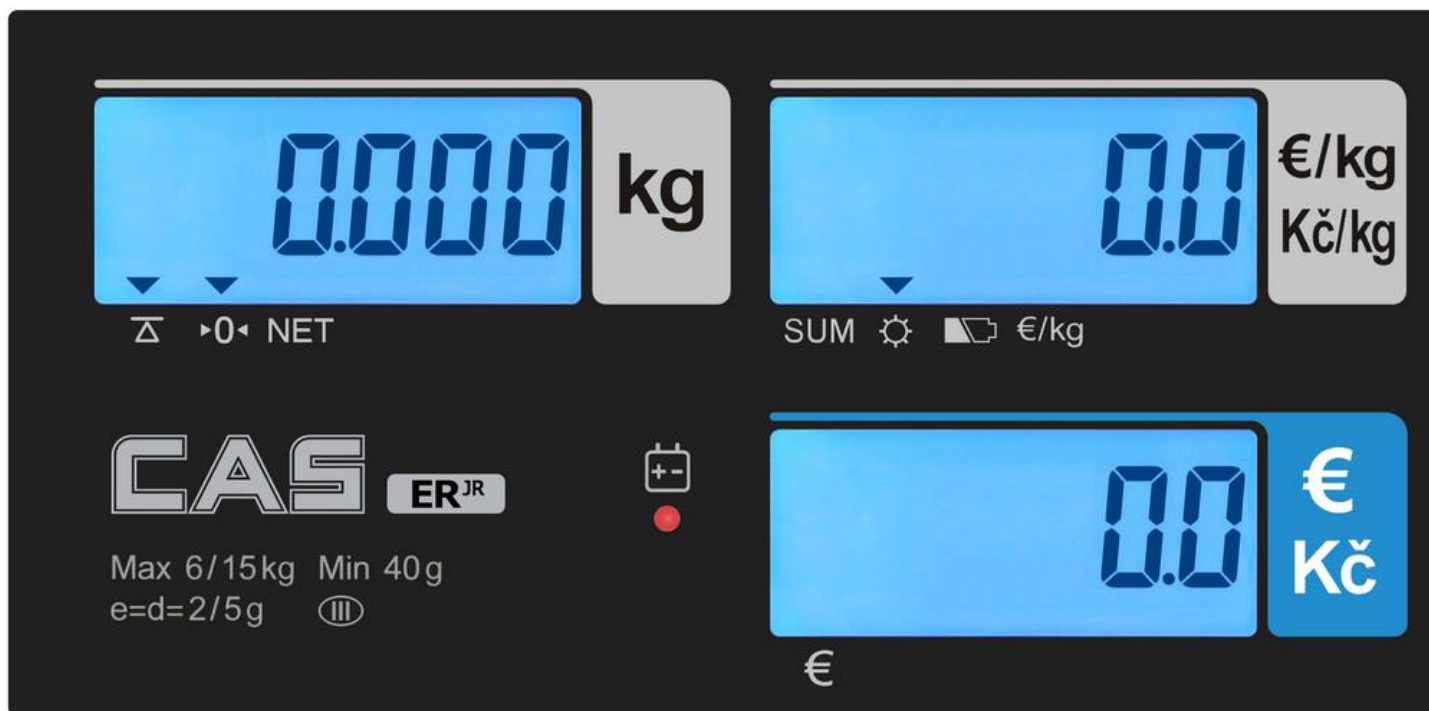 0.000
kg
0.0
€/kg
Kč/kg
▸0◂ NET
SUM €/kg
CAS
ER JR
Max 6/15kg Min 40g
e=d=2/5g III
+ -
0.0
€
Kč
€